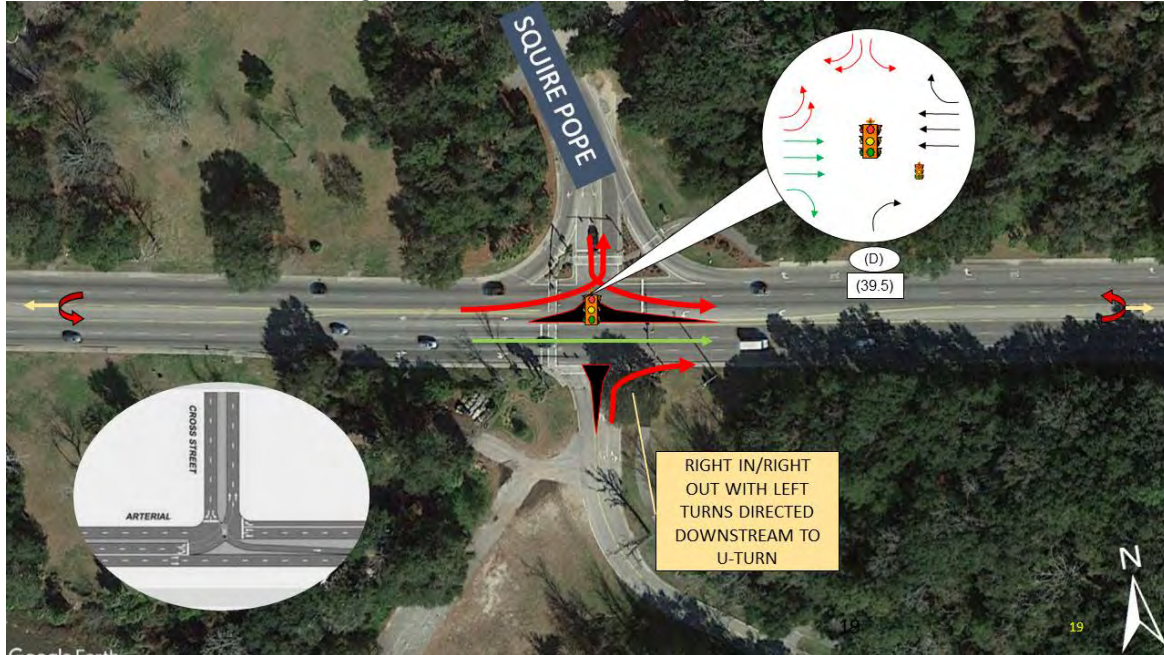 SQUIRE POPE
(D)
(39.5)
CROSS STREET
ARTERIAL
RIGHT IN/RIGHT
OUT WITH LEFT
TURNS DIRECTED
DOWNSTREAM TO
U-TURN
N
19
19
Google Earth